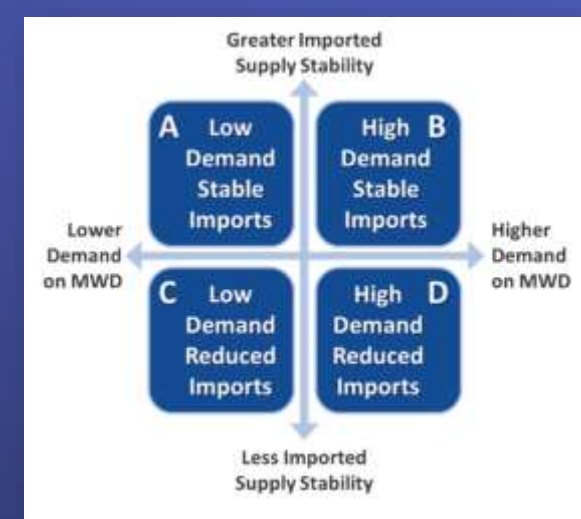 Greater Imported
Supply Stability
A Low
Demand
Stable
Imports
High B
Demand
Stable
Imports
Lower
Demand
on MWD
Higher
Demand
on MWD
C Low
Demand
Reduced
Imports
High D
Demand
Reduced
Imports
Less Imported
Supply Stability